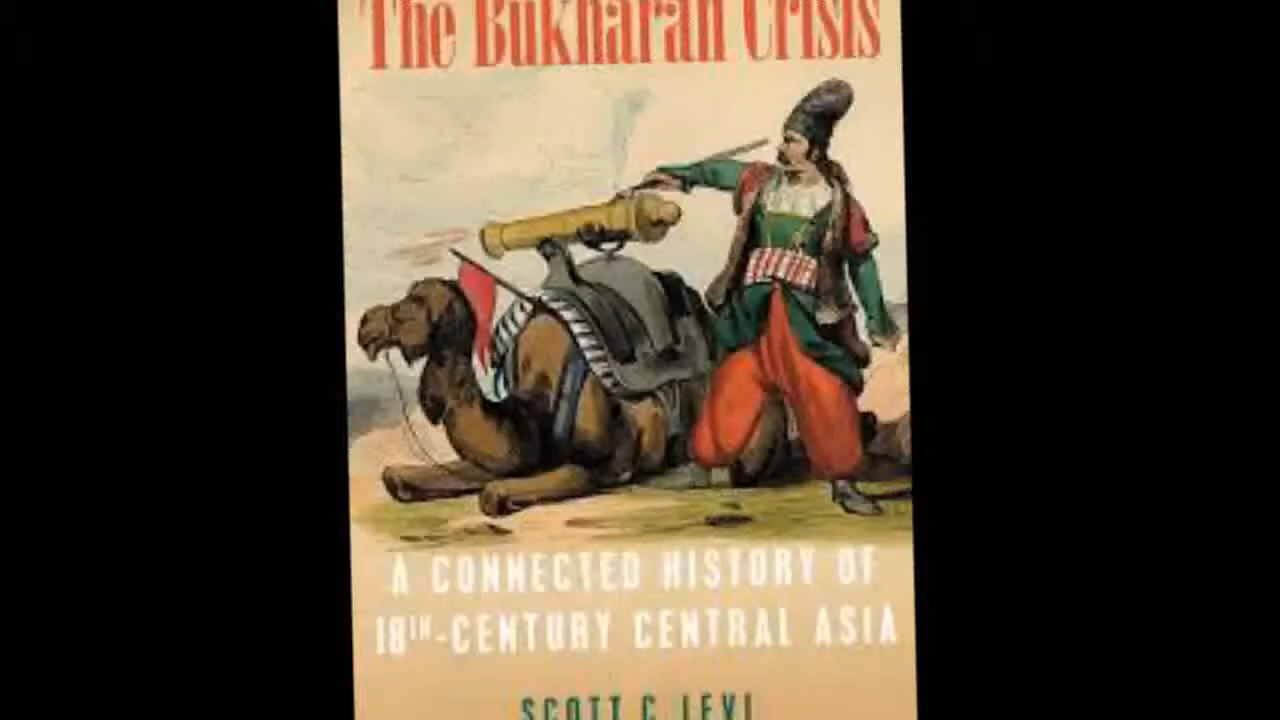 The Bukharan Crisis
A CONNECTED HISTORY OF
18TH-CENTURY CENTRAL ASIA
SCOTT C. LEVI